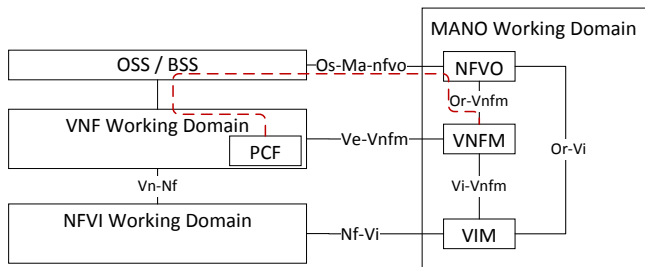 MANO Working Domain
OSS / BSS
Os-Ma-nfvo
NFVO
Or-Vnfm
VNF Working Domain
PCF
Ve-Vnfm
VNFM
Or-Vi
Vn-Nf
Vi-Vnfm
NFVI Working Domain
Nf-Vi
VIM